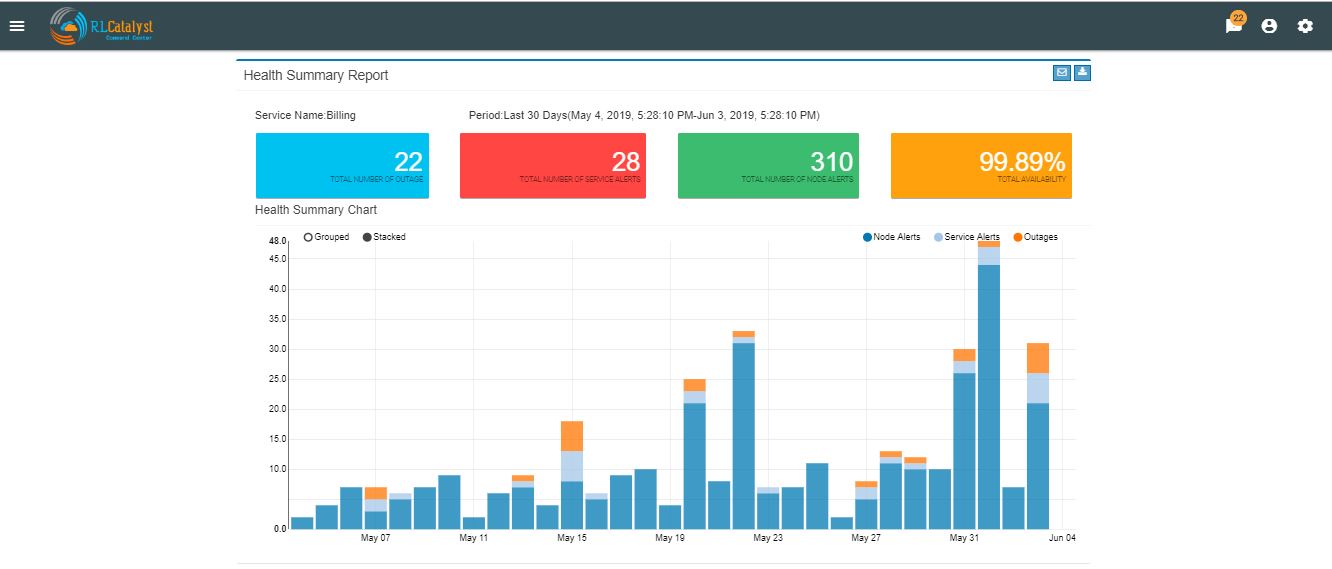 RLCatalyst
Command Center
22
Health Summary Report
Service Name:Billing
Period:Last 30 Days(May 4, 2019, 5:28:10 PM-Jun 3, 2019, 5:28:10 PM)
22
TOTAL NUMBER OF OUTAGE
28
TOTAL NUMBER OF SERVICE ALERTS
310
TOTAL NUMBER OF NODE ALERTS
99.89%
TOTAL AVAILABILITY
Health Summary Chart
Grouped Stacked
Node Alerts Service Alerts Outages
48.0
45.0
40.0
35.0
30.0
25.0
20.0
15.0
10.0
0.0
May 07 May 11 May 15 May 19 May 23 May 27 May 31 Jun 04